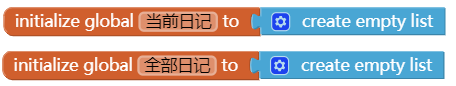 initialize global 当前日记 to create empty list
initialize global 全部日记 to create empty list